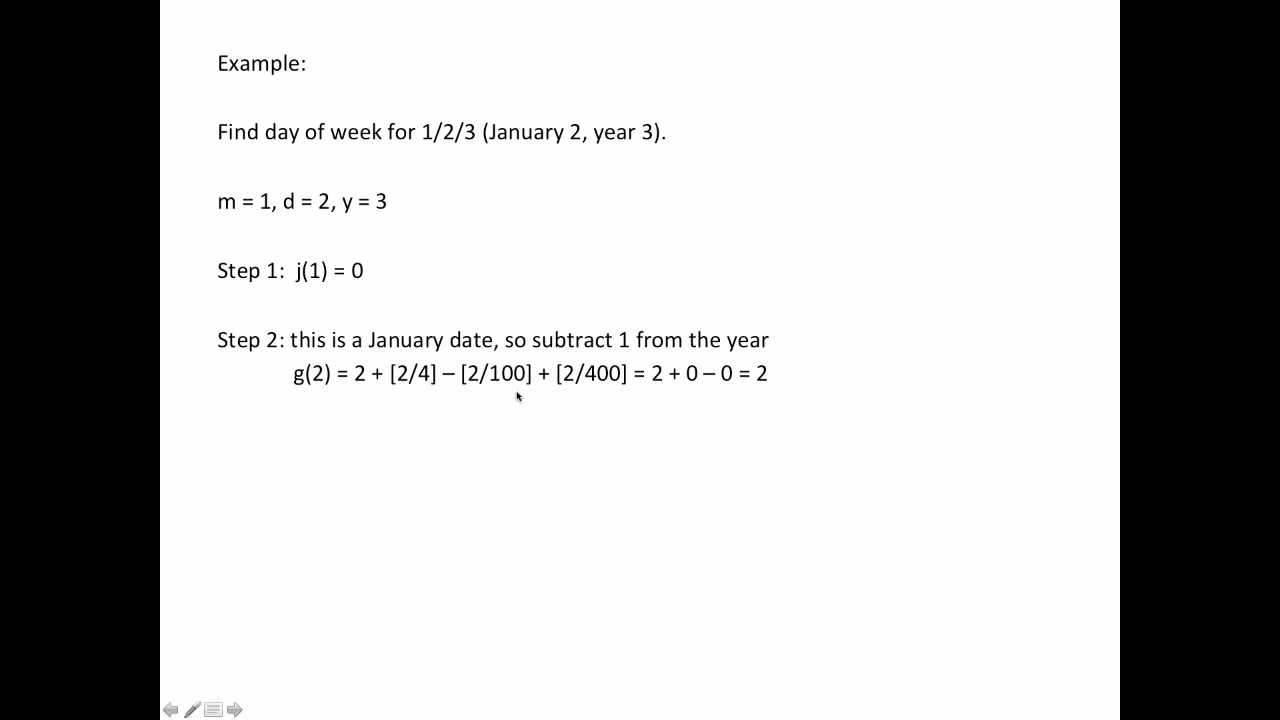 Example:
Find day of week for 1/2/3 (January 2, year 3).
m = 1, d = 2, y = 3
Step 1:  j(1) = 0
Step 2: this is a January date, so subtract 1 from the year
g(2) = 2 + [2/4] – [2/100] + [2/400] = 2 + 0 – 0 = 2